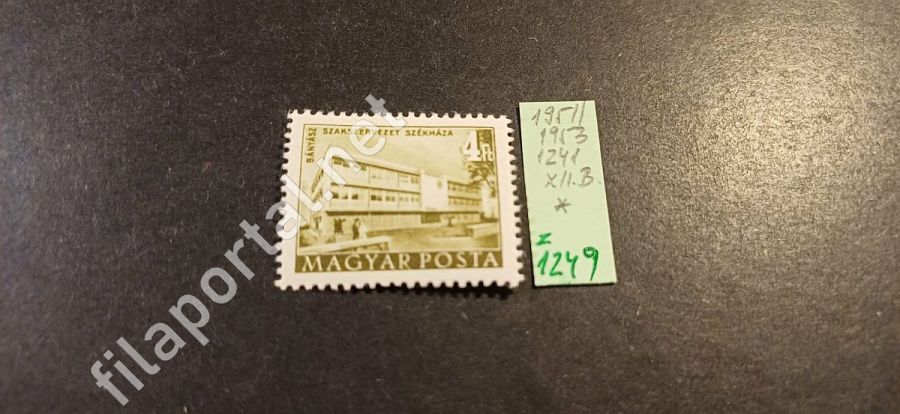 BÁNYÁSZ
SZAKSZERVEZET SZÉKHÁZA
4 Ft
MAGYAR POSTA
1951/
1953
1241
XII.B.
*
Z
1249
filaportal.net